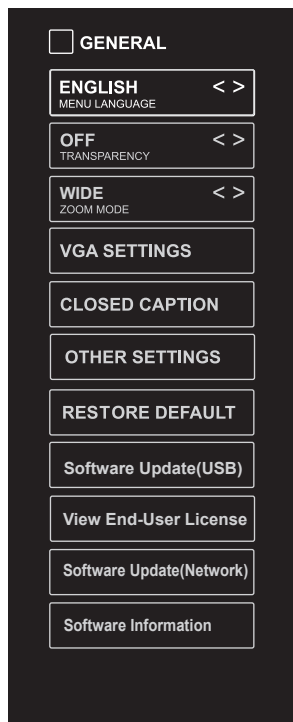 GENERAL
ENGLISH < >
MENU LANGUAGE
OFF < >
TRANSPARENCY
WIDE < >
ZOOM MODE
VGA SETTINGS
CLOSED CAPTION
OTHER SETTINGS
RESTORE DEFAULT
Software Update(USB)
View End-User License
Software Update(Network)
Software Information